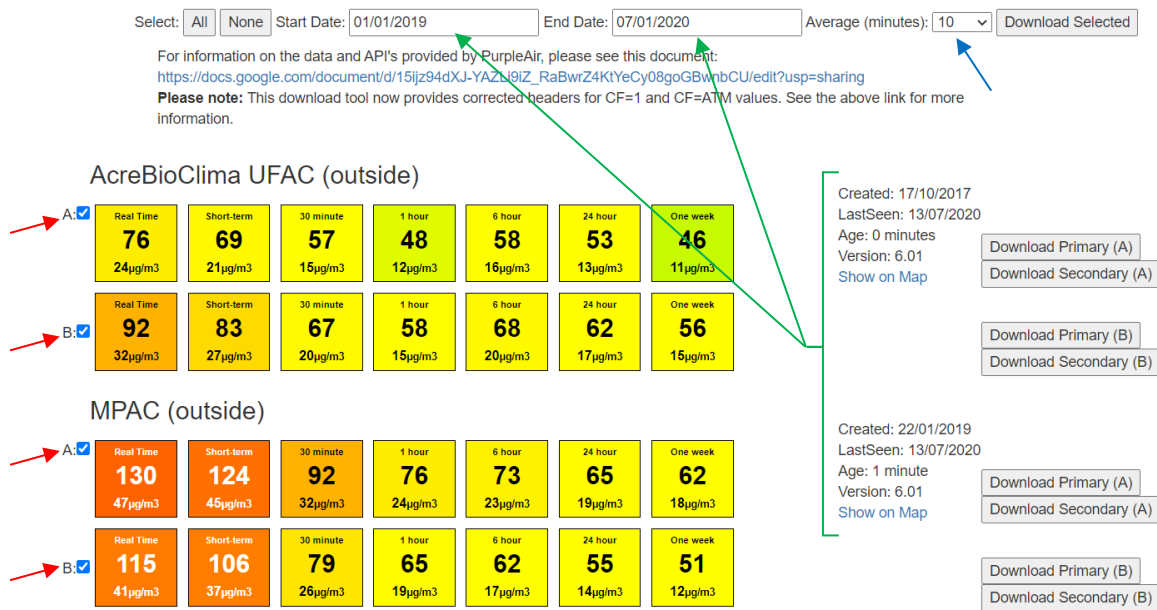 Select: All None Start Date: 01/01/2019 End Date: 07/01/2020 Average (minutes): 10 Download Selected
For information on the data and API's provided by PurpleAir, please see this document:
https://docs.google.com/document/d/15ijz94dXJ-YAZLi9iZ_RaBwrZ4KtYeCy08goGBwnbCU/edit?usp=sharing
Please note: This download tool now provides corrected headers for CF=1 and CF=ATM values. See the above link for more
information.
AcreBioClima UFAC (outside)
A:
Real Time Short-term 30 minute 1 hour 6 hour 24 hour One week
76 69 57 48 58 53 46
24µg/m3 21µg/m3 15µg/m3 12µg/m3 16µg/m3 13µg/m3 11µg/m3
B:
Real Time Short-term 30 minute 1 hour 6 hour 24 hour One week
92 83 67 58 68 62 56
32µg/m3 27µg/m3 20µg/m3 15µg/m3 20µg/m3 17µg/m3 15µg/m3
Created: 17/10/2017
LastSeen: 13/07/2020
Age: 0 minutes
Version: 6.01
Show on Map
Download Primary (A)
Download Secondary (A)
Download Primary (B)
Download Secondary (B)
MPAC (outside)
A:
Real Time Short-term 30 minute 1 hour 6 hour 24 hour One week
130 124 92 76 73 65 62
47µg/m3 45µg/m3 32µg/m3 24µg/m3 23µg/m3 19µg/m3 18µg/m3
B:
Real Time Short-term 30 minute 1 hour 6 hour 24 hour One week
115 106 79 65 62 55 51
41µg/m3 37µg/m3 26µg/m3 19µg/m3 17µg/m3 14µg/m3 12µg/m3
Created: 22/01/2019
LastSeen: 13/07/2020
Age: 1 minute
Version: 6.01
Show on Map
Download Primary (A)
Download Secondary (A)
Download Primary (B)
Download Secondary (B)